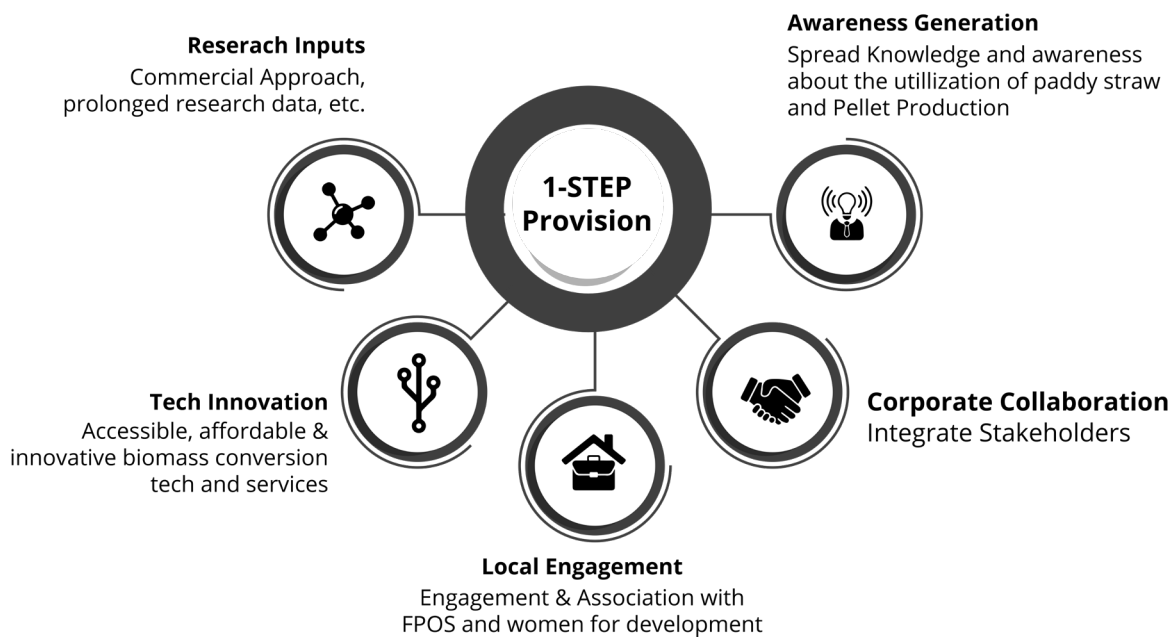 Reserach Inputs
Commercial Approach,
prolonged research data, etc.
Awareness Generation
Spread Knowledge and awareness
about the utillization of paddy straw
and Pellet Production
1-STEP
Provision
Tech Innovation
Accessible, affordable &
innovative biomass conversion
tech and services
Corporate Collaboration
Integrate Stakeholders
Local Engagement
Engagement & Association with
FPOS and women for development